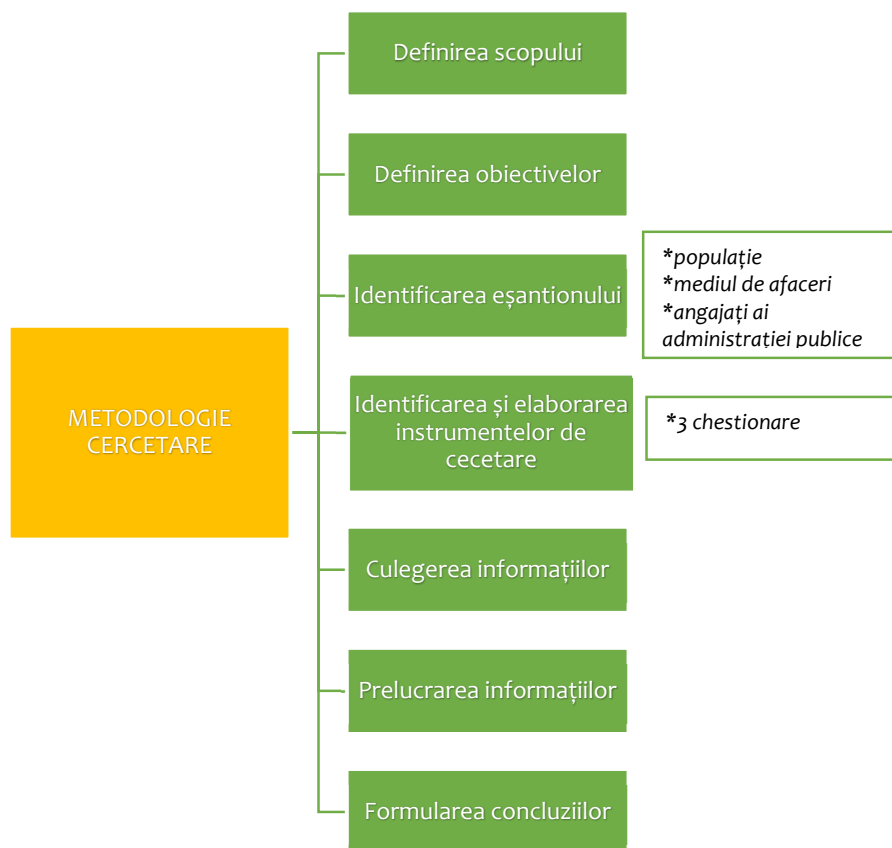 Definirea scopului
Definirea obiectivelor
Identificarea eșantionului
*populație
*mediul de afaceri
*angajați ai
administrației publice
METODOLOGIE
CERCETARE
Identificarea și elaborarea
instrumentelor de
cecetare
*3 chestionare
Culegerea informațiilor
Prelucrarea informațiilor
Formularea concluziilor